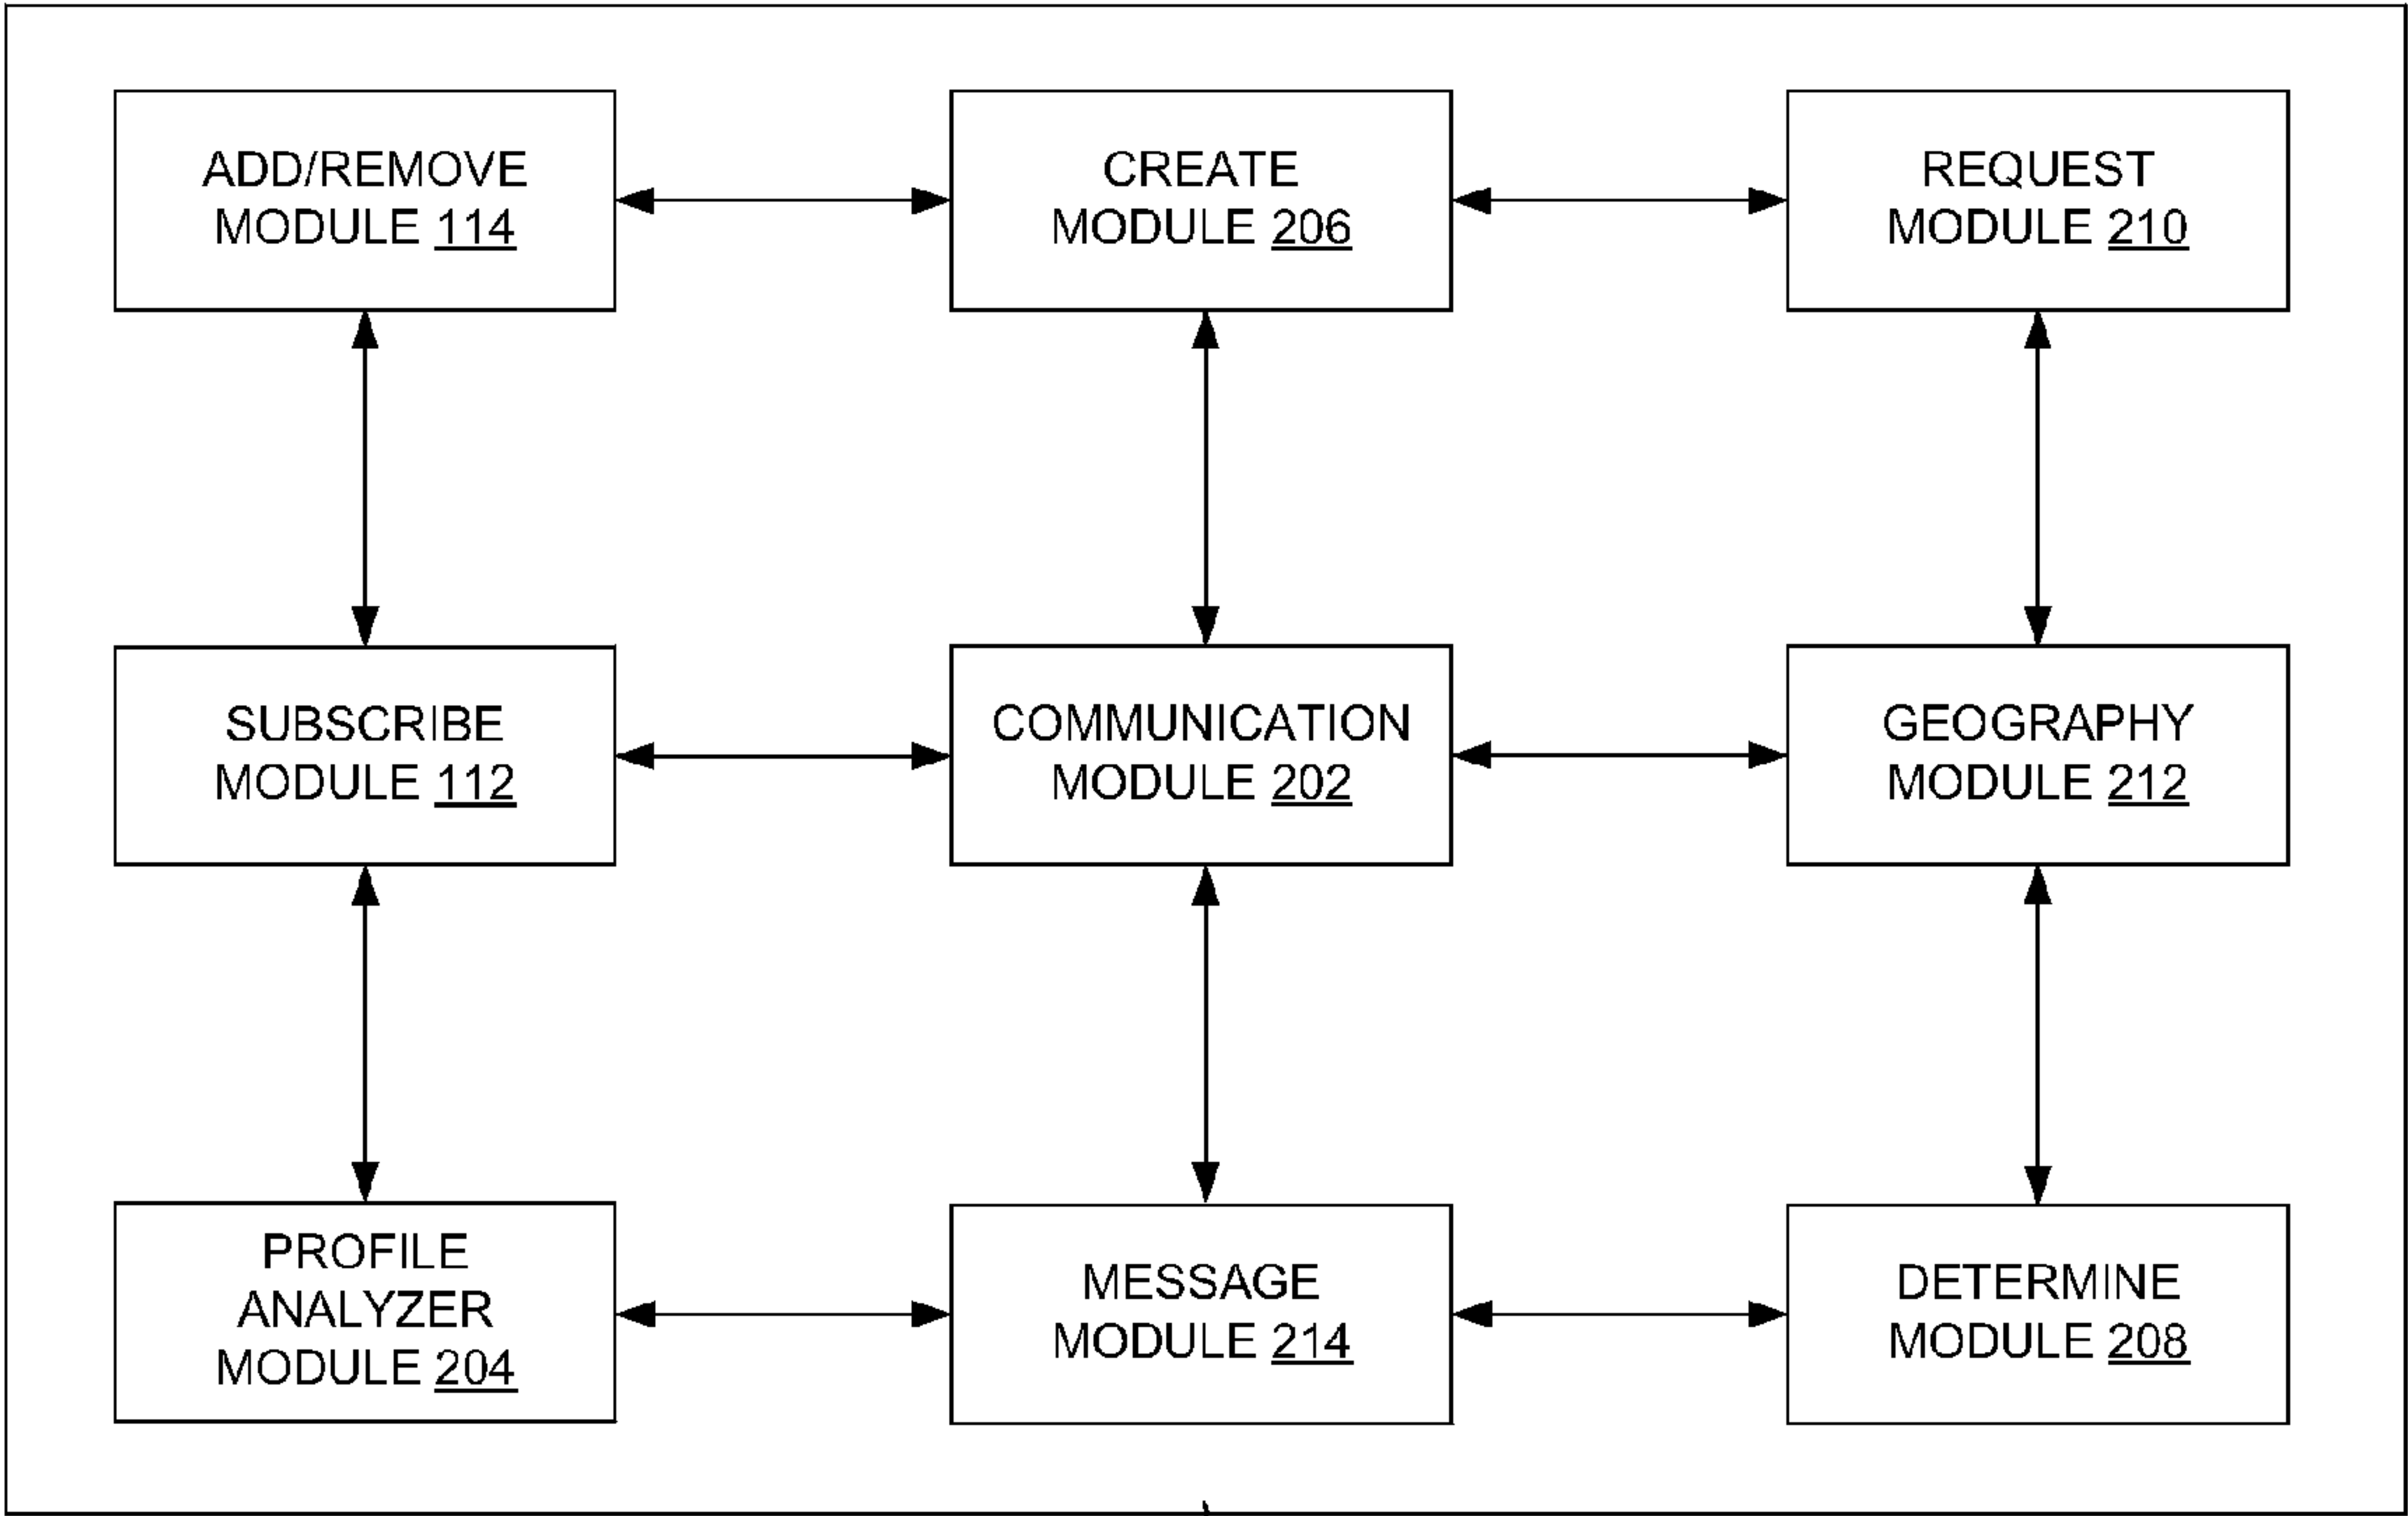 ADD/REMOVE
MODULE 114
CREATE
MODULE 206
REQUEST
MODULE 210
SUBSCRIBE
MODULE 112
COMMUNICATION
MODULE 202
GEOGRAPHY
MODULE 212
PROFILE
ANALYZER
MODULE 204
MESSAGE
MODULE 214
DETERMINE
MODULE 208